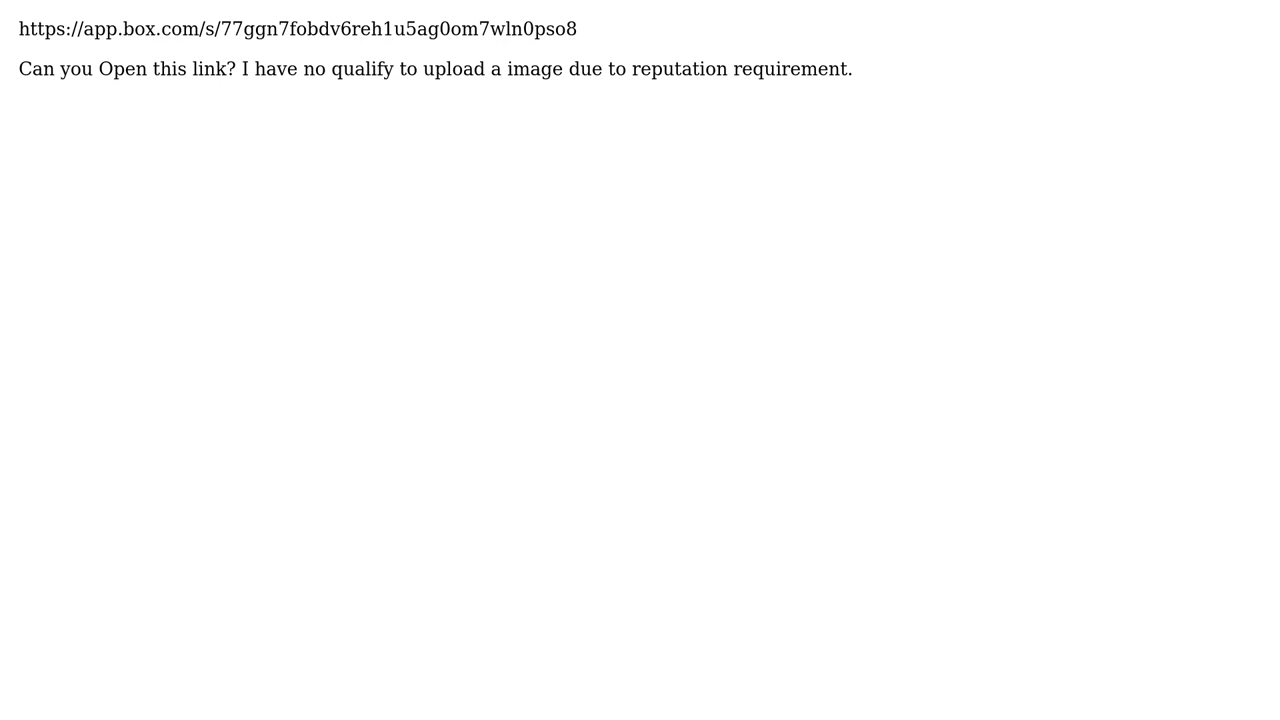 https://app.box.com/s/77ggn7fobdv6reh1u5ag0om7wln0pso8
Can you Open this link? I have no qualify to upload a image due to reputation requirement.